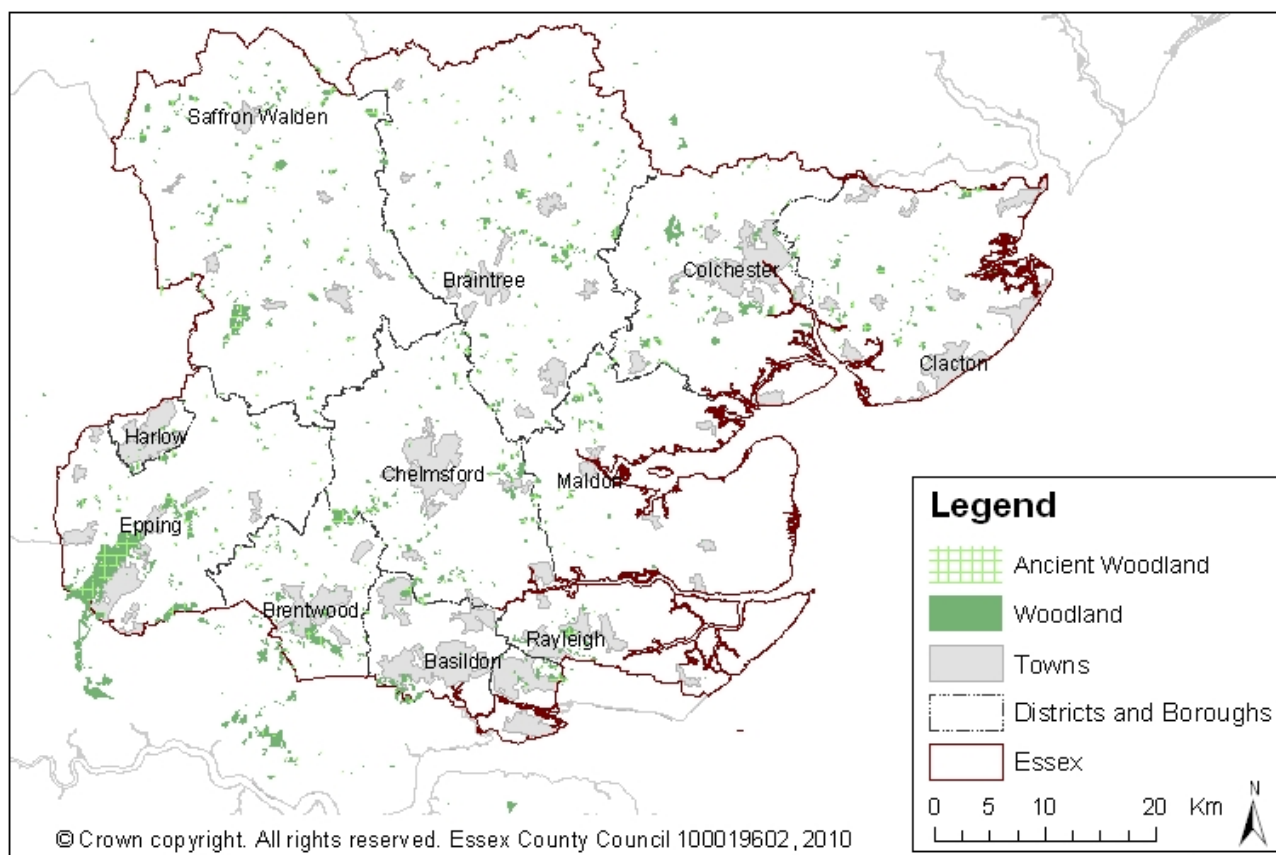 Saffron Walden
Braintree
Colchester
Clacton
Harlow
Chelmsford
Maldon
Epping
Brentwood
Rayleigh
Basildon
Legend
Ancient Woodland
Woodland
Towns
Districts and Boroughs
Essex
0 5 10 20 Km
N
© Crown copyright. All rights reserved. Essex County Council 100019602, 2010